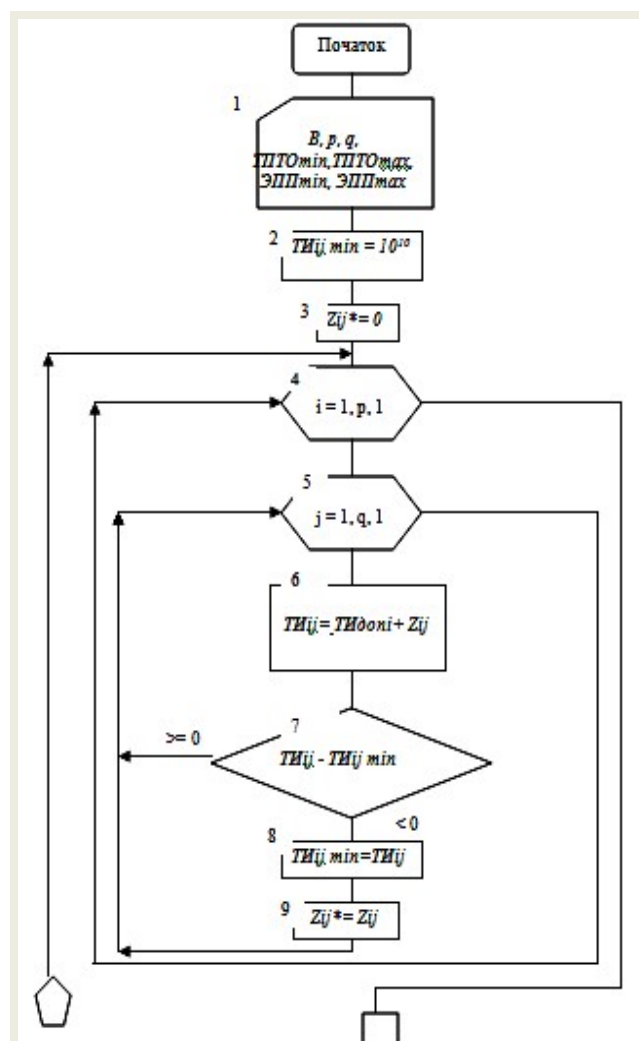 Початок
1
B, p, q,
ТПТОmin,ТПТОmax,
ЭППmin, ЭППmax
2
ТИij min = 10¹⁰
3
Zij*= 0
4
i = 1, p, 1
5
j = 1, q, 1
6
ТИij= ТИдопi+ Zij
7
>= 0
ТИij - ТИij min
< 0
8
ТИij min=ТИij
9
Zij*= Zij